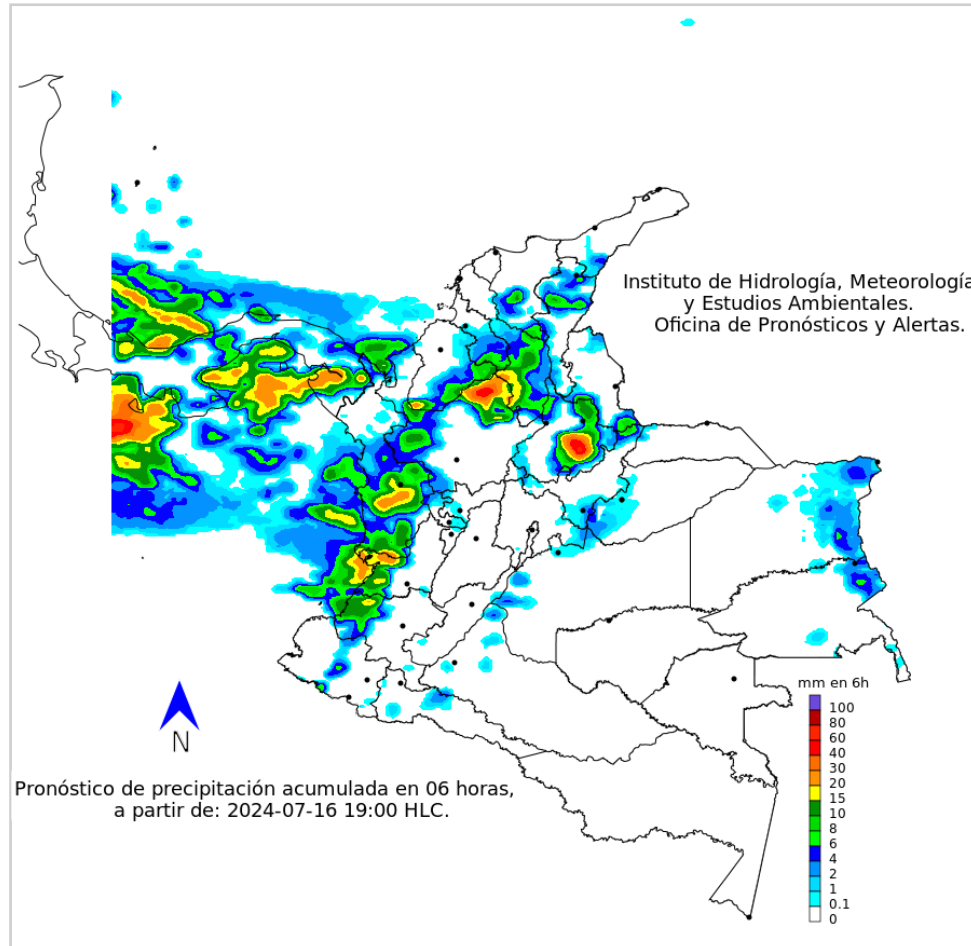 Instituto de Hidrología, Meteorología
y Estudios Ambientales.
Oficina de Pronósticos y Alertas.
mm en 6h
100
80
60
40
30
20
15
10
8
6
4
2
1
0.1
0
N
Pronóstico de precipitación acumulada en 06 horas,
a partir de: 2024-07-16 19:00 HLC.